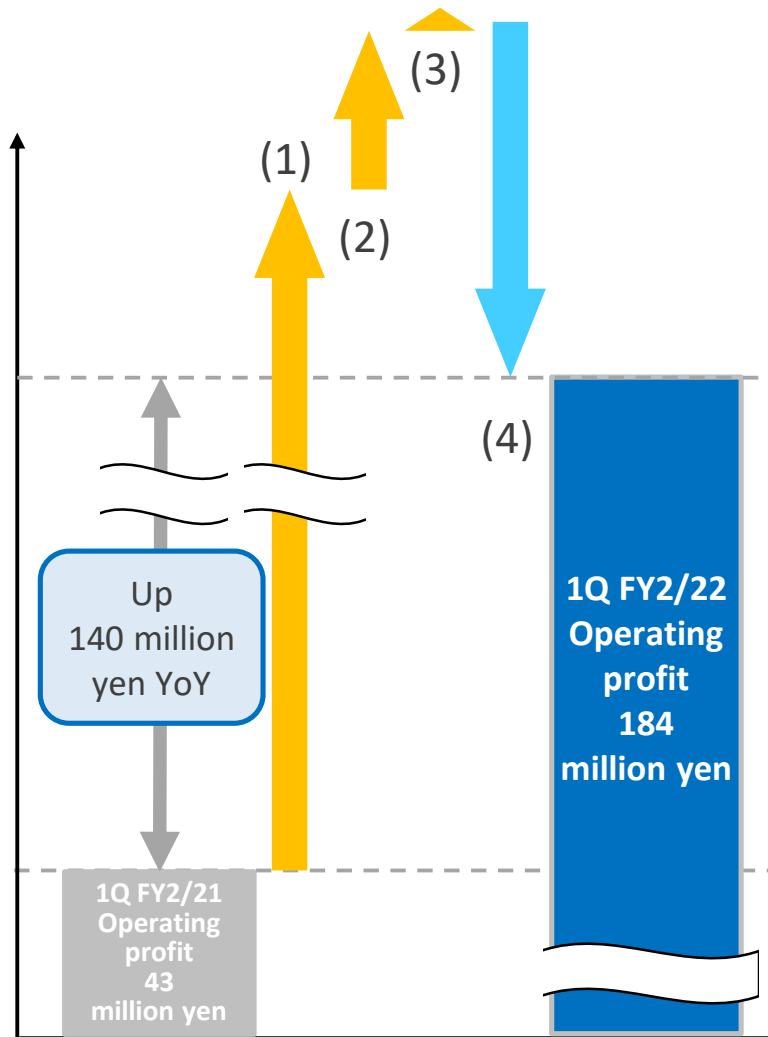 (3)
(1)
(2)
(4)
Up
140 million
yen YoY
1Q FY2/22
Operating
profit
184
million yen
1Q FY2/21
Operating
profit
43
million yen